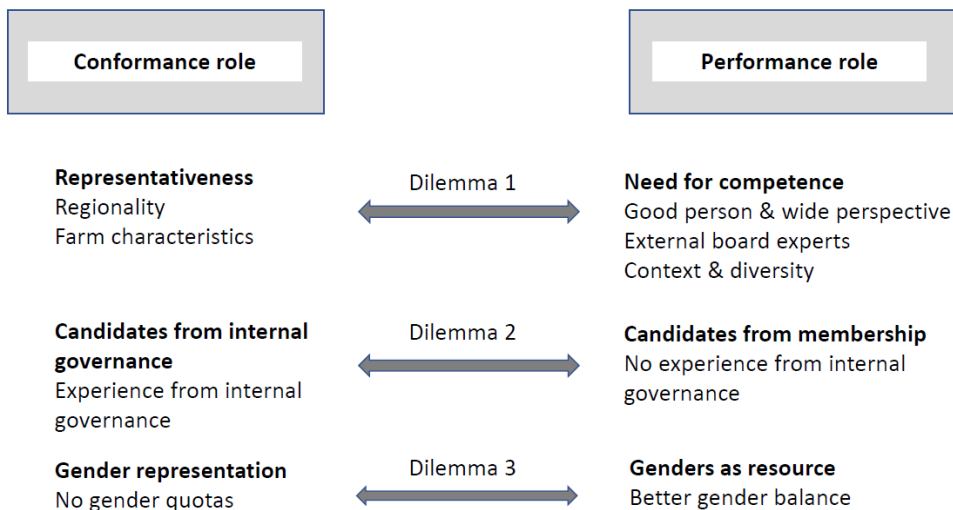 Conformance role
Performance role
Representativeness
Regionality
Farm characteristics
Dilemma 1
Need for competence
Good person & wide perspective
External board experts
Context & diversity
Candidates from internal
governance
Experience from internal
governance
Dilemma 2
Candidates from membership
No experience from internal
governance
Gender representation
No gender quotas
Dilemma 3
Genders as resource
Better gender balance